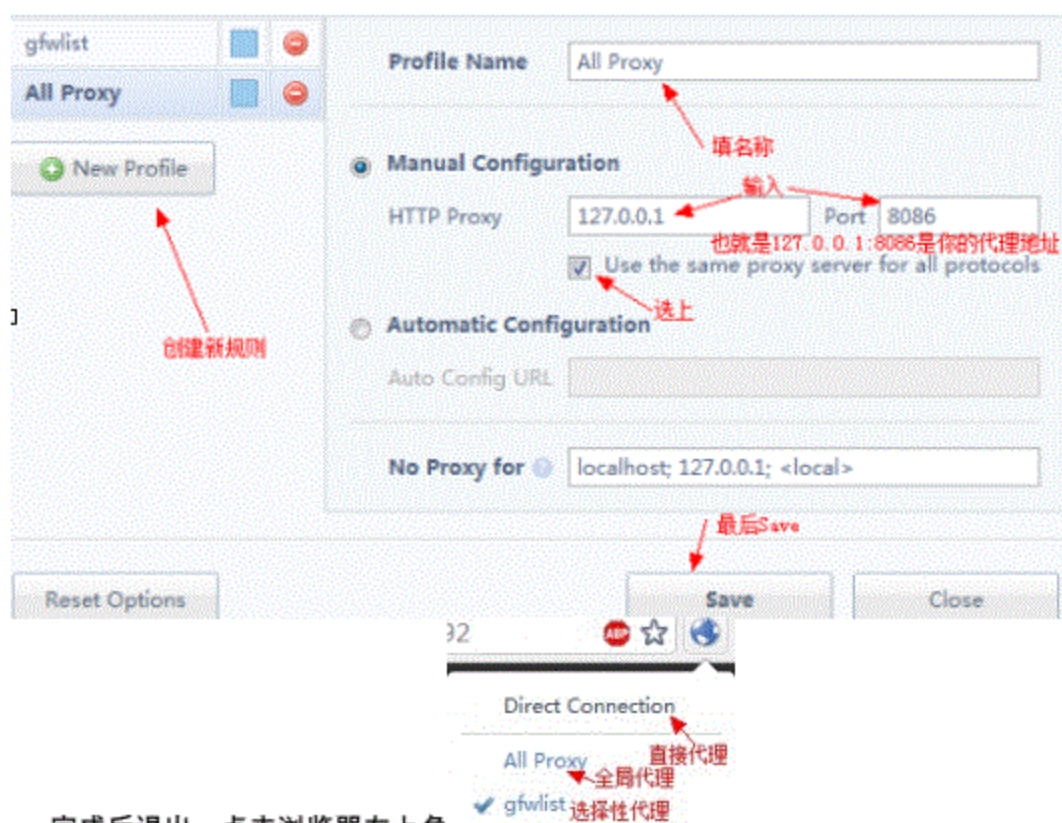 gfwlist
Profile Name All Proxy
All Proxy
填名称
New Profile
Manual Configuration
输入
HTTP Proxy 127.0.0.1 Port 8086
也就是127.0.0.1:8086是你的代理地址
Use the same proxy server for all protocols
选上
Automatic Configuration
创建新规则
Auto Config URL
No Proxy for localhost; 127.0.0.1; <local>
最后Save
Reset Options Save Close
92 ABP
Direct Connection
直接代理
All Proxy
全局代理
gfwlist 选择性代理